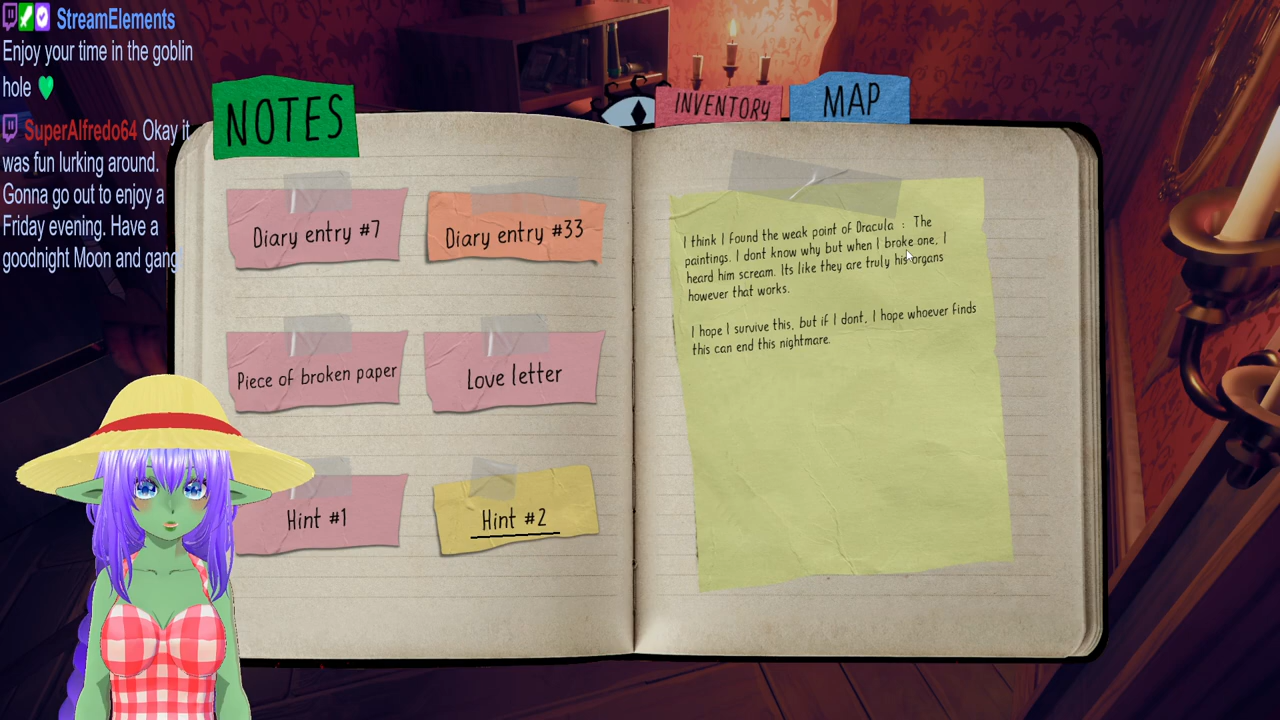 StreamElements
Enjoy your time in the goblin
hole
SuperAlfredo64 Okay it
was fun lurking around.
Gonna go out to enjoy a
Friday evening. Have a
goodnight Moon and gang
NOTES
INVENTORY
MAP
Diary entry #7
Diary entry #33
Piece of broken paper
Love letter
Hint #1
Hint #2
I think I found the weak point of Dracula : The
paintings. I dont know why but when I broke one, I
heard him scream. Its like they are truly his organs
however that works.
I hope I survive this, but if I dont, I hope whoever finds
this can end this nightmare.